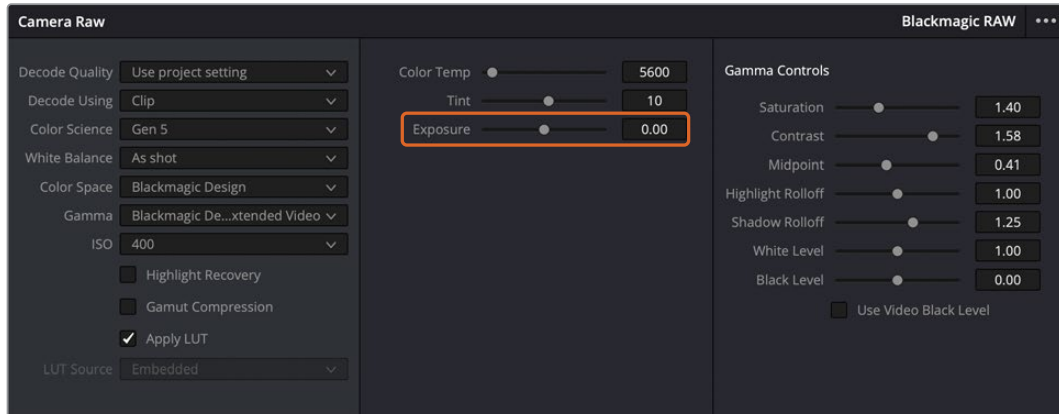 Camera Raw
Blackmagic RAW
Decode Quality Use project setting
Decode Using Clip
Color Science Gen 5
White Balance As shot
Color Space Blackmagic Design
Gamma Blackmagic De...xtended Video
ISO 400
Highlight Recovery
Gamut Compression
Apply LUT
LUT Source Embedded
Color Temp 5600
Tint 10
Exposure 0.00
Gamma Controls
Saturation 1.40
Contrast 1.58
Midpoint 0.41
Highlight Rolloff 1.00
Shadow Rolloff 1.25
White Level 1.00
Black Level 0.00
Use Video Black Level